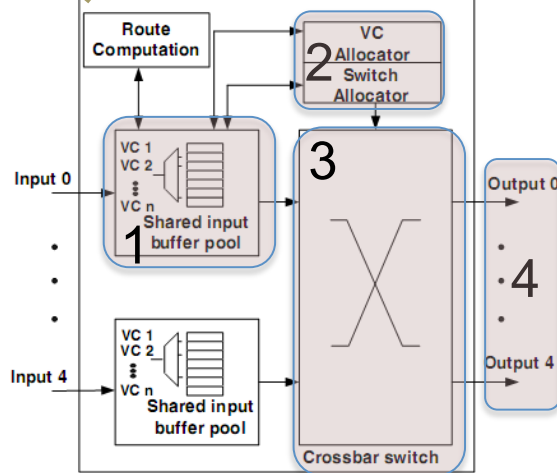 Route
Computation
VC
Allocator
2
Switch
Allocator
VC 1
VC 2
VC n
1
Shared input
buffer pool
3
Input 0
Output 0
4
Input 4
VC 1
VC 2
VC n
Shared input
buffer pool
Output 4
Crossbar switch